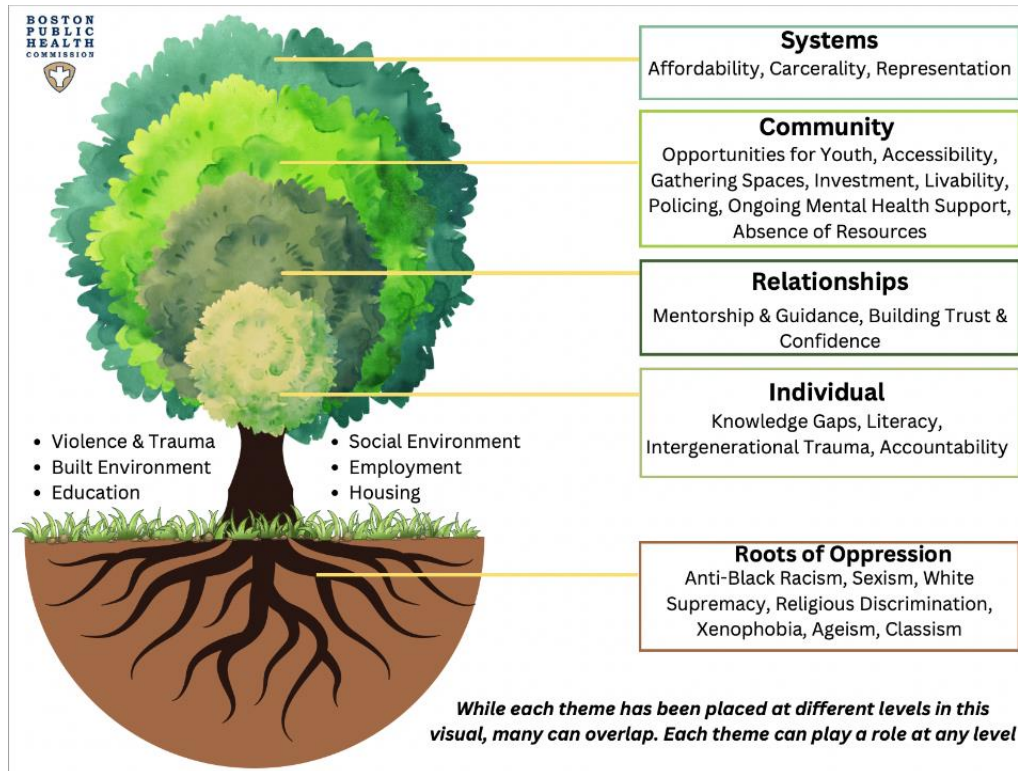 BOSTON
PUBLIC
HEALTH
COMMISSION
Systems
Affordability, Carcerality, Representation
Community
Opportunities for Youth, Accessibility,
Gathering Spaces, Investment, Livability,
Policing, Ongoing Mental Health Support,
Absence of Resources
Relationships
Mentorship & Guidance, Building Trust &
Confidence
Individual
Knowledge Gaps, Literacy,
Intergenerational Trauma, Accountability
• Violence & Trauma
• Built Environment
• Education
• Social Environment
• Employment
• Housing
Roots of Oppression
Anti-Black Racism, Sexism, White
Supremacy, Religious Discrimination,
Xenophobia, Ageism, Classism
While each theme has been placed at different levels in this
visual, many can overlap. Each theme can play a role at any level